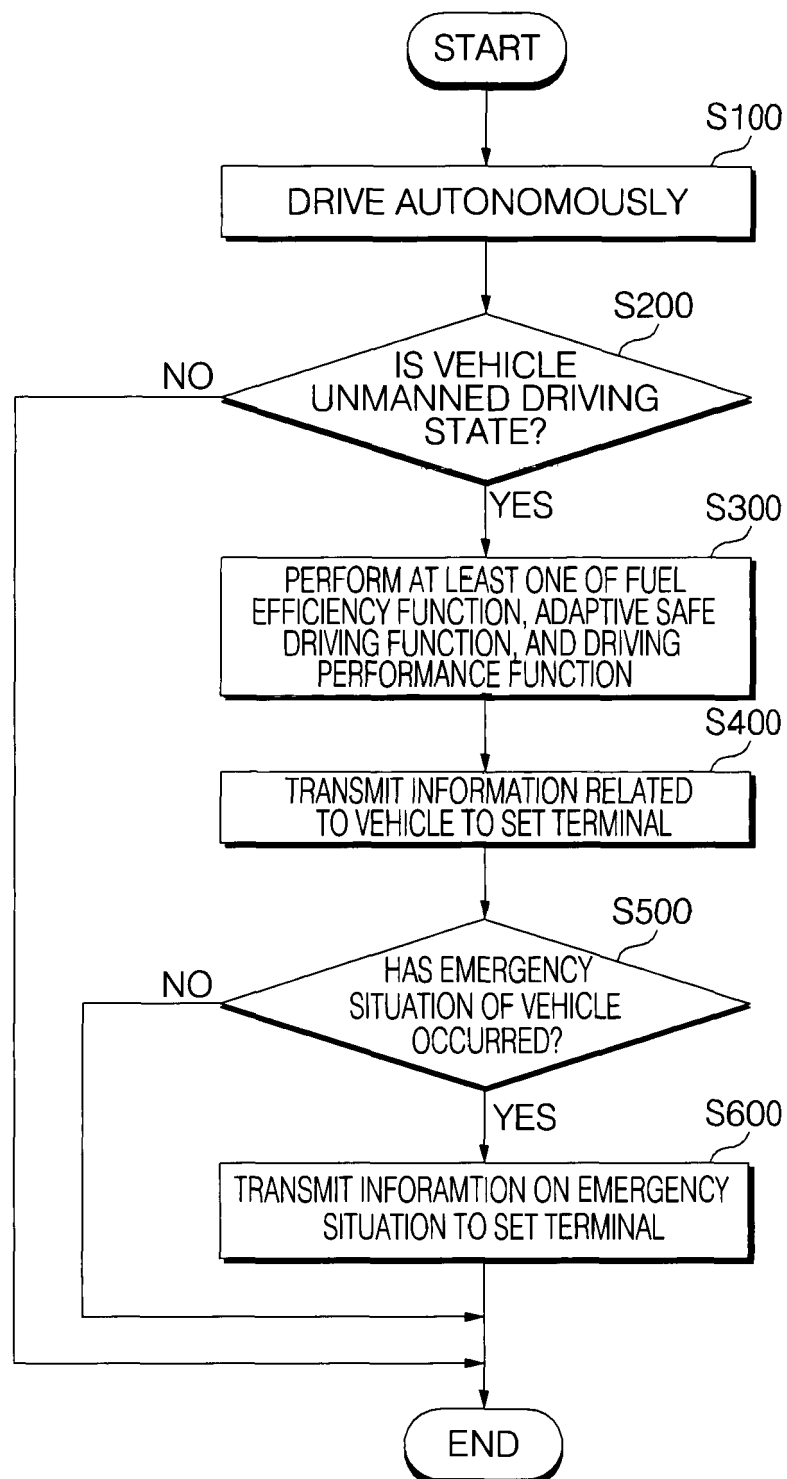 START
S100
DRIVE AUTONOMOUSLY
S200
IS VEHICLE
UNMANNED DRIVING
STATE?
NO
YES
S300
PERFORM AT LEAST ONE OF FUEL
EFFICIENCY FUNCTION, ADAPTIVE SAFE
DRIVING FUNCTION, AND DRIVING
PERFORMANCE FUNCTION
S400
TRANSMIT INFORMATION RELATED
TO VEHICLE TO SET TERMINAL
S500
HAS EMERGENCY
SITUATION OF VEHICLE
OCCURRED?
NO
YES
S600
TRANSMIT INFORAMTION ON EMERGENCY
SITUATION TO SET TERMINAL
END